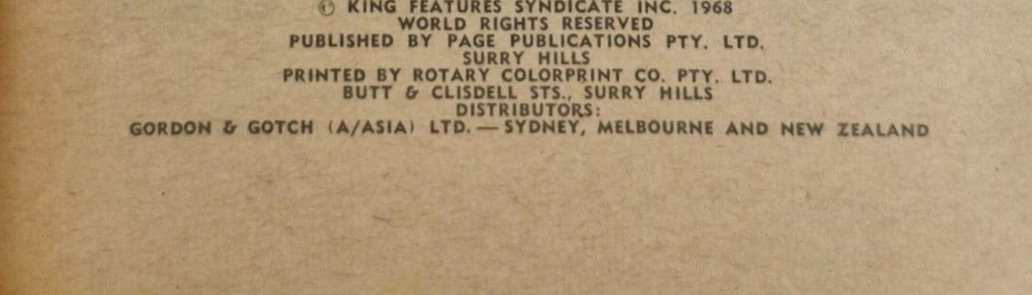 © KING FEATURES SYNDICATE INC. 1968
WORLD RIGHTS RESERVED
PUBLISHED BY PAGE PUBLICATIONS PTY. LTD.
SURRY HILLS
PRINTED BY ROTARY COLORPRINT CO. PTY. LTD.
BUTT & CLISDELL STS., SURRY HILLS
DISTRIBUTORS:
GORDON & GOTCH (A/ASIA) LTD. — SYDNEY, MELBOURNE AND NEW ZEALAND